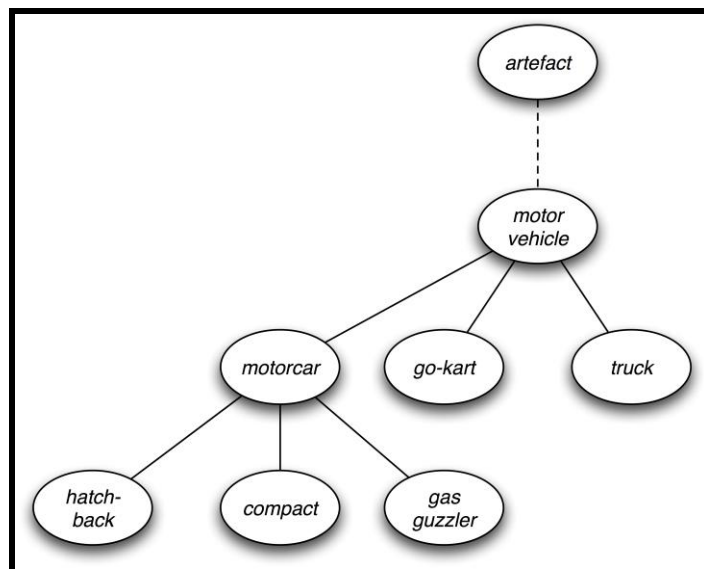 artefact
motor
vehicle
motorcar
go-kart
truck
hatch-
back
compact
gas
guzzler